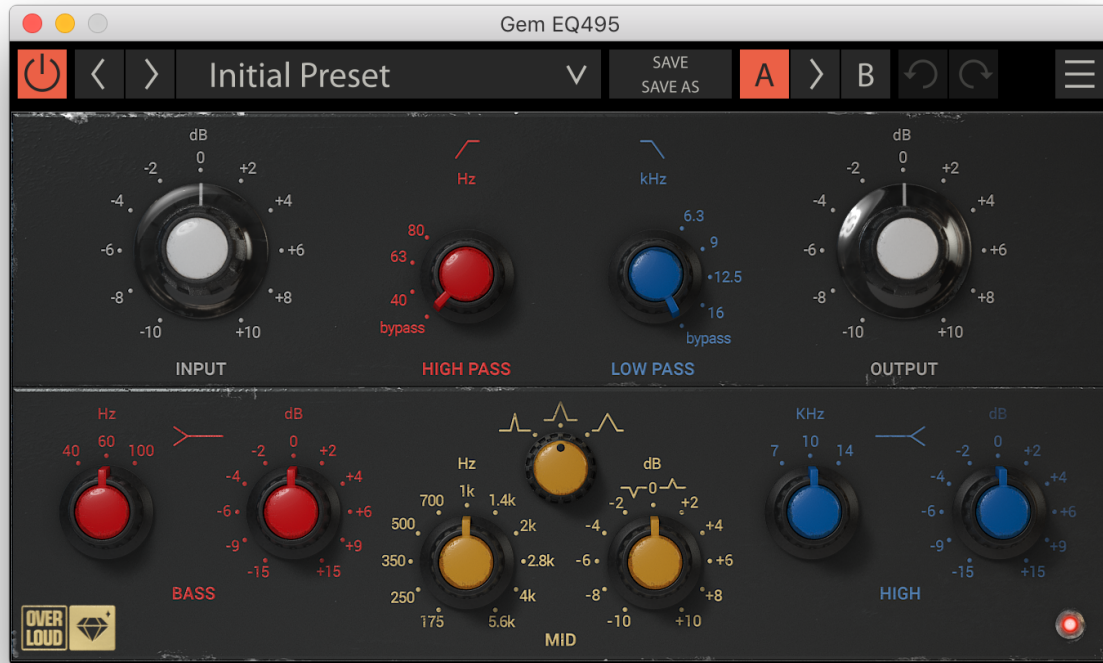 Gem EQ495
Initial Preset
SAVE
SAVE AS
A
B
dB
-2 0 +2
-4 +4
-6 +6
-8 +8
-10 +10
INPUT
Hz
80
63
40
bypass
HIGH PASS
kHz
6.3
9
12.5
16
bypass
LOW PASS
dB
-2 0 +2
-4 +4
-6 +6
-8 +8
-10 +10
OUTPUT
Hz
40 60 100
dB
-2 0 +2
-4 +4
-6 +6
-9 +9
-15 +15
BASS
Hz
700 1k 1.4k
500 2k
350 2.8k
250 4k
175 5.6k
dB
-2 0 +2
-4 +4
-6 +6
-8 +8
-10 +10
MID
KHz
7 10 14
dB
-2 0 +2
-4 +4
-6 +6
-9 +9
-15 +15
HIGH
OVER
LOUD